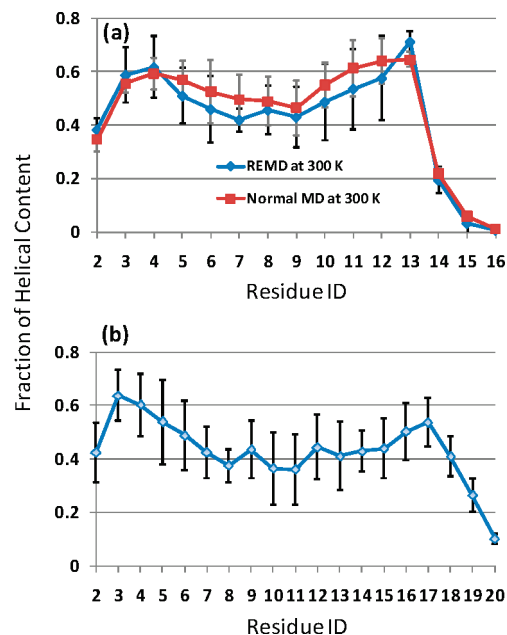 Fraction of Helical Content
(a)
0.8
0.6
0.4
0.2
0
REMD at 300 K
Normal MD at 300 K
2 3 4 5 6 7 8 9 10 11 12 13 14 15 16
Residue ID
(b)
0.8
0.6
0.4
0.2
0
2 3 4 5 6 7 8 9 10 11 12 13 14 15 16 17 18 19 20
Residue ID